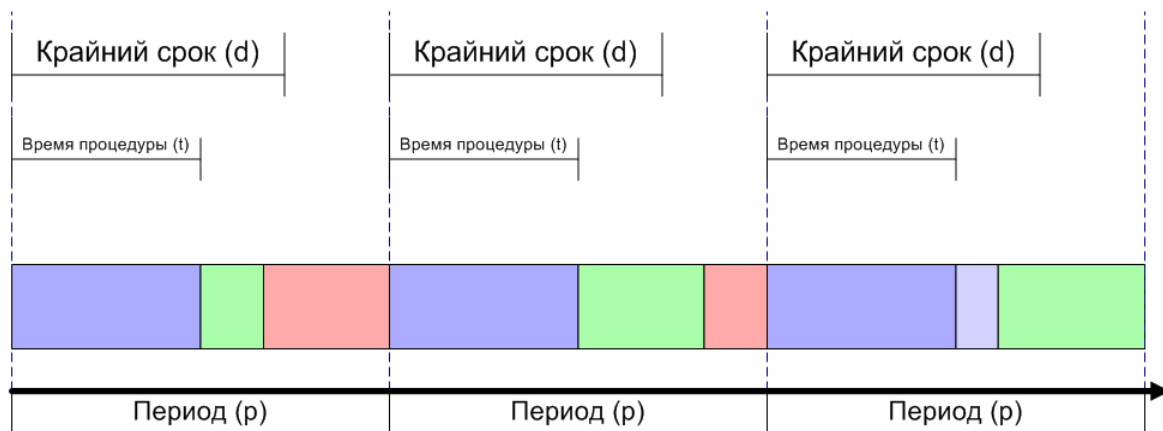 Крайний срок (d) Крайний срок (d) Крайний срок (d)
Время процедуры (t) Время процедуры (t) Время процедуры (t)
Период (p) Период (p) Период (p)